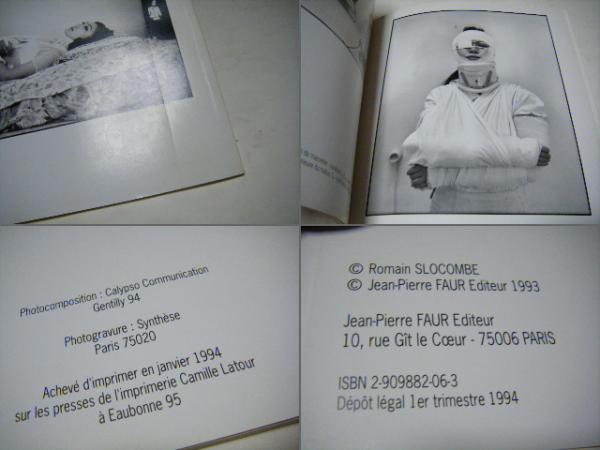 Photocomposition : Calypso Communication
Gentilly 94
Photogravure : Synthèse
Paris 75020
Achevé d'imprimer en janvier 1994
sur les presses de l'imprimerie Camille Latour
à Eaubonne 95
© Romain SLOCOMBE
© Jean-Pierre FAUR Editeur 1993
Jean-Pierre FAUR Editeur
10, rue Gît le Cœur - 75006 PARIS
ISBN 2-909882-06-3
Dépôt légal 1er trimestre 1994